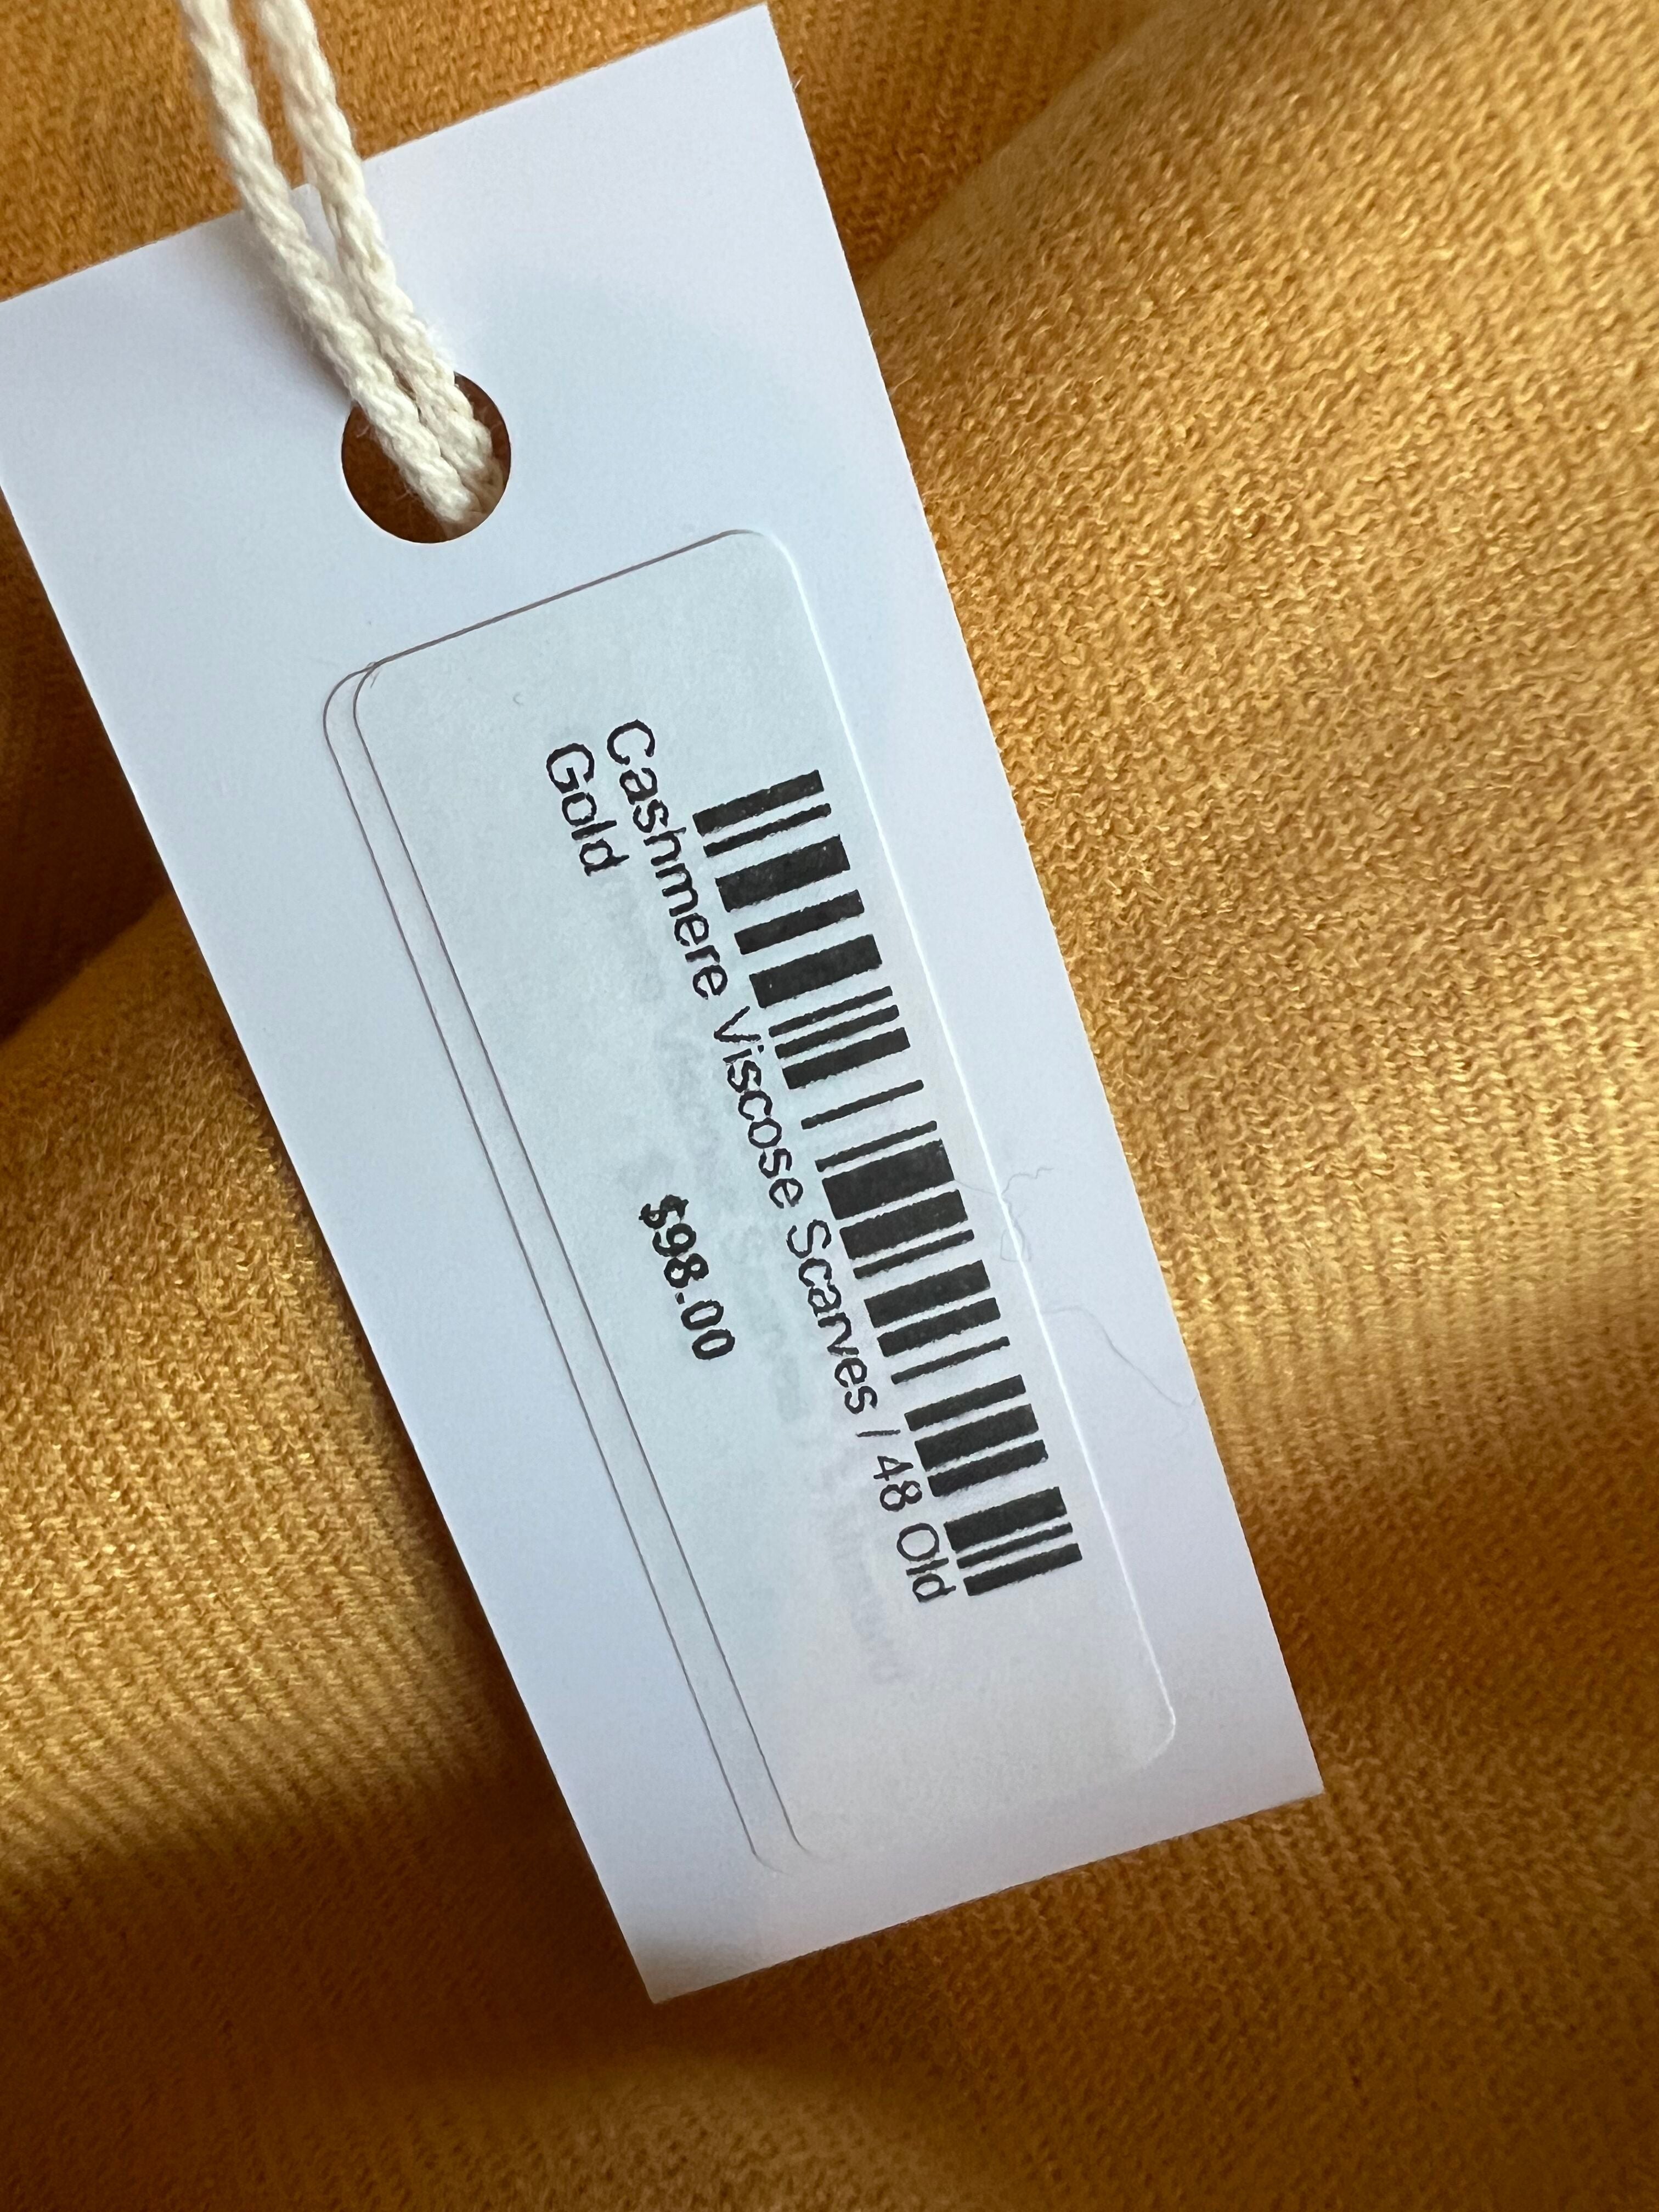 Cashmere Viscose Scarves / 48 Old
Gold
$98.00